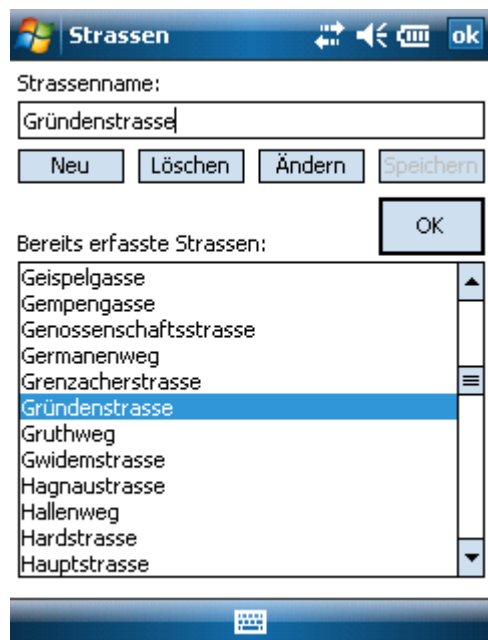 Strassen ok
Strassenname:
Gründenstrasse
Neu Löschen Ändern Speichern
OK
Bereits erfasste Strassen:
Geispelgasse
Gempengasse
Genossenschaftsstrasse
Germanenweg
Grenzacherstrasse
Gründenstrasse
Gruthweg
Gwidemstrasse
Hagnaustrasse
Hallenweg
Hardstrasse
Hauptstrasse